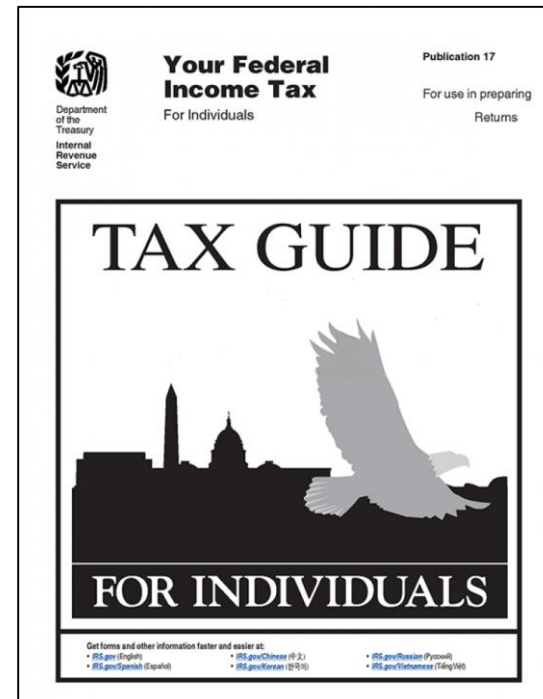 Department
of the
Treasury
Internal
Revenue
Service
Your Federal
Income Tax
For Individuals
Publication 17
For use in preparing
Returns
TAX GUIDE
FOR INDIVIDUALS
Get forms and other information faster and easier at:
• IRS.gov (English)
• IRS.gov/Spanish (Español)
• IRS.gov/Chinese (中文)
• IRS.gov/Korean (한국어)
• IRS.gov/Russian (Pусский)
• IRS.gov/Vietnamese (Tiếng Việt)